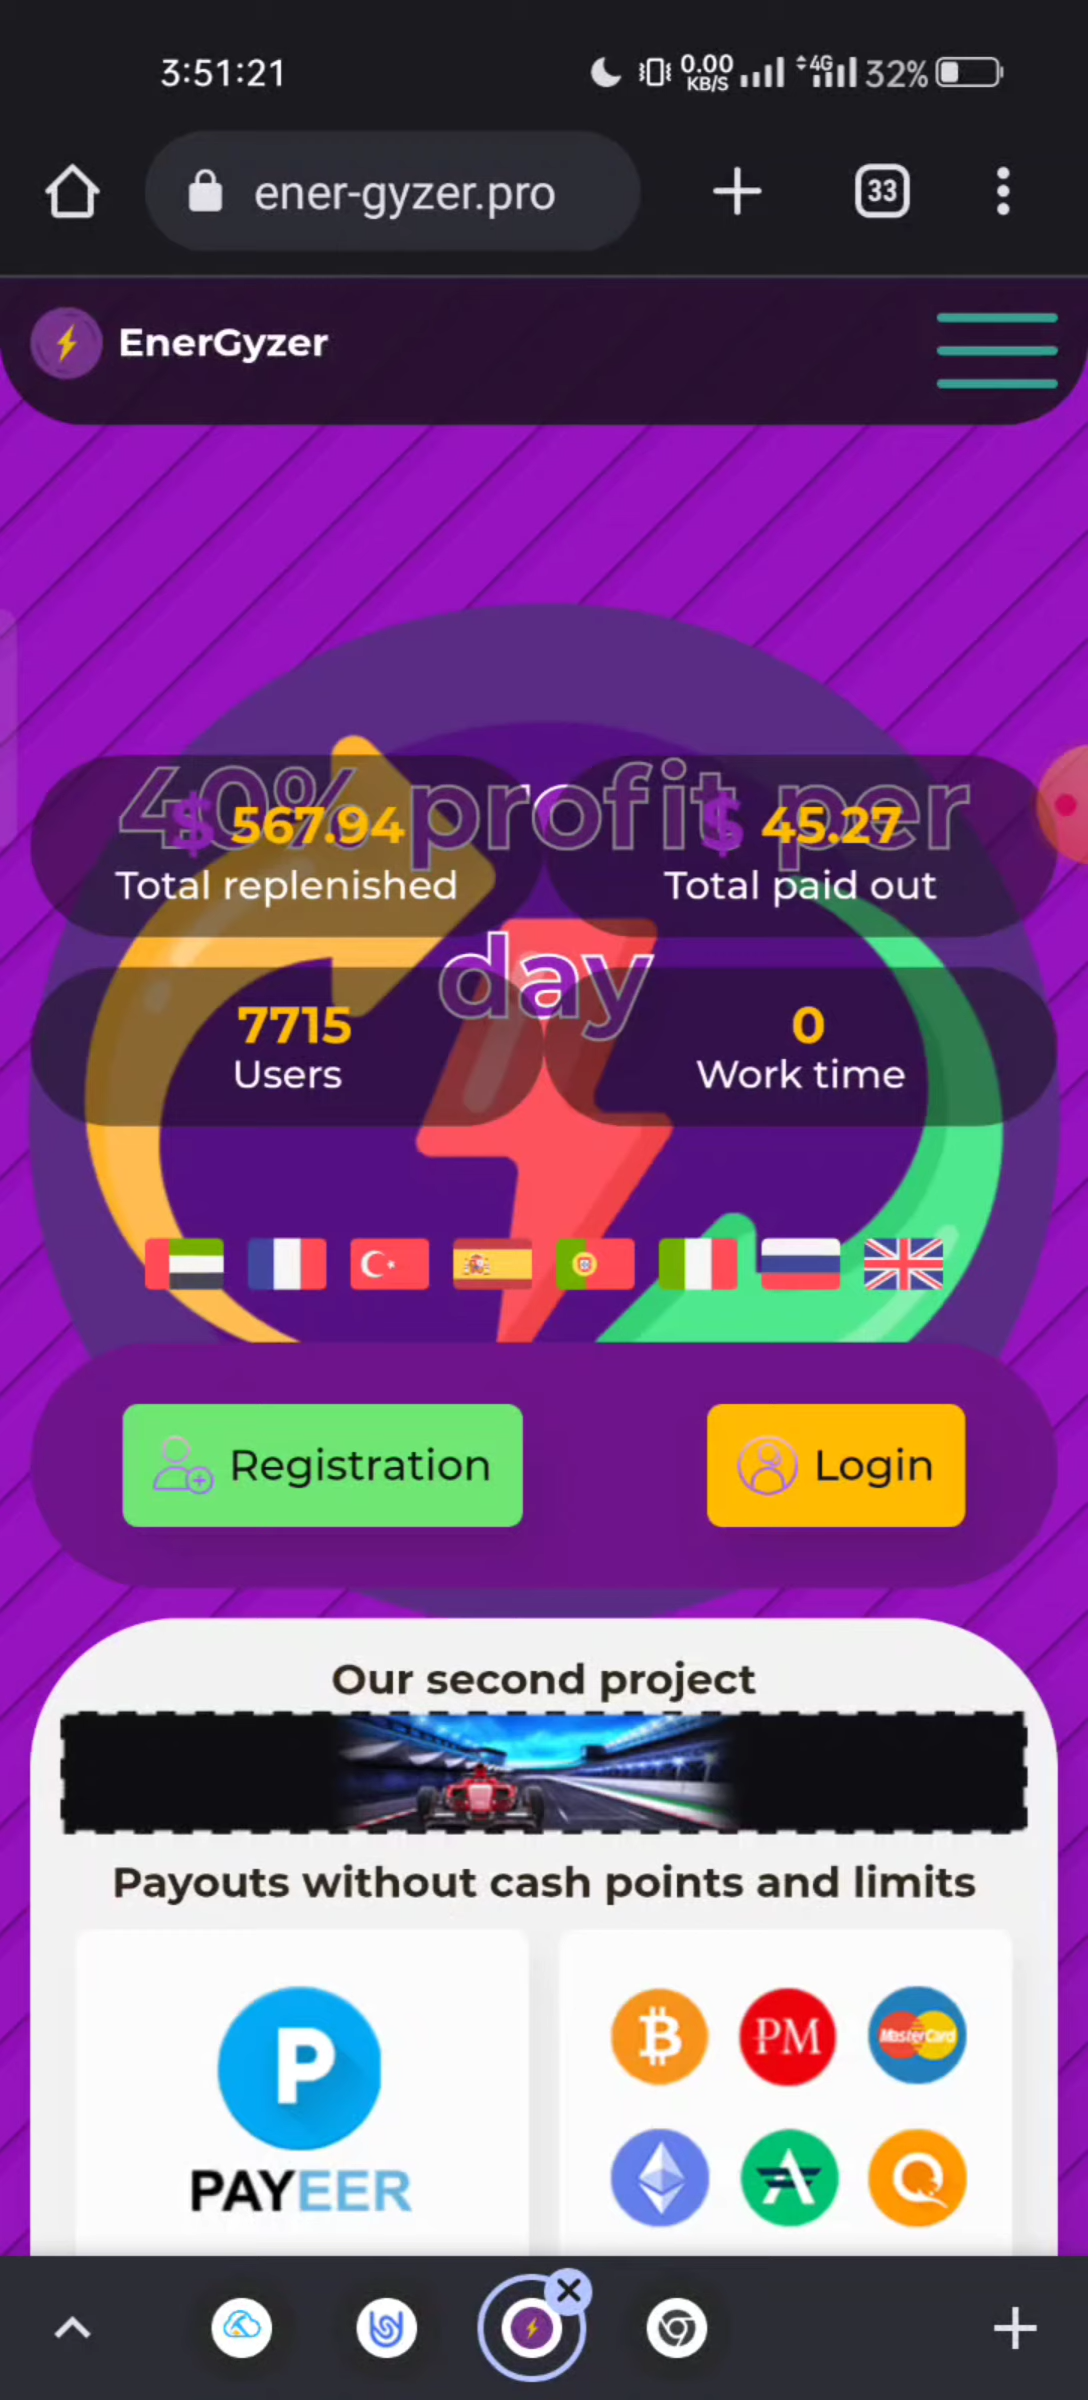 3:51:21
0.00 KB/S 4G 32%
ener-gyzer.pro
33
EnerGyzer
40% profit per
day
$ 567.94
Total replenished
$ 45.27
Total paid out
7715
Users
0
Work time
Registration
Login
Our second project
Payouts without cash points and limits
P
PAYEER
PM
MasterCard